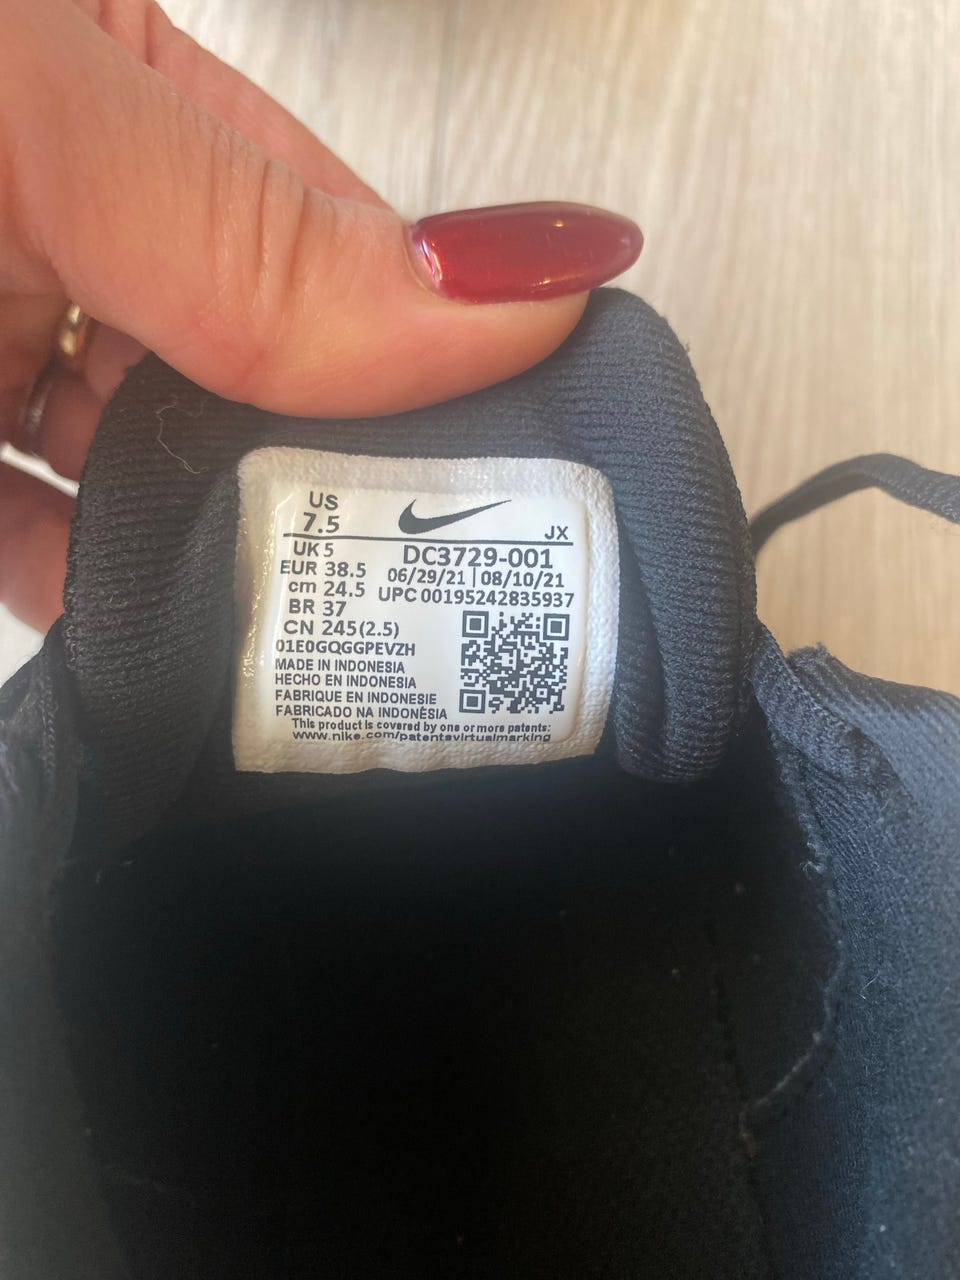 US
7.5
JX
UK 5
EUR 38.5
cm 24.5
BR 37
CN 245(2.5)
DC3729-001
06/29/21 | 08/10/21
UPC 00195242835937
01E0GQGGPEVZH
MADE IN INDONESIA
HECHO EN INDONESIA
FABRIQUE EN INDONESIE
FABRICADO NA INDONÉSIA
This product is covered by one or more patents:
www.nike.com/patentsvirtualmarking